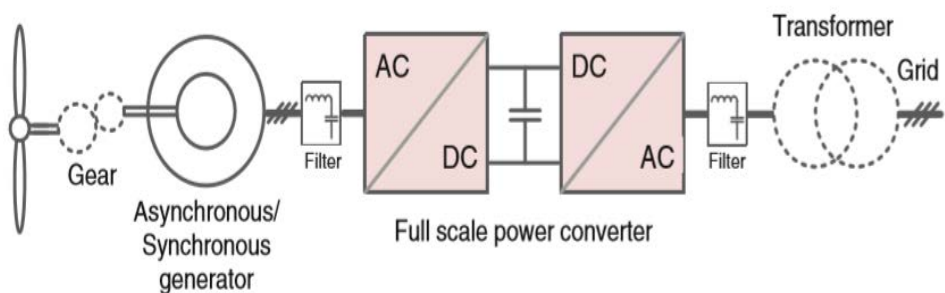 Transformer
Grid
AC
DC
DC
AC
Filter
Filter
Gear
Asynchronous/
Synchronous
generator
Full scale power converter